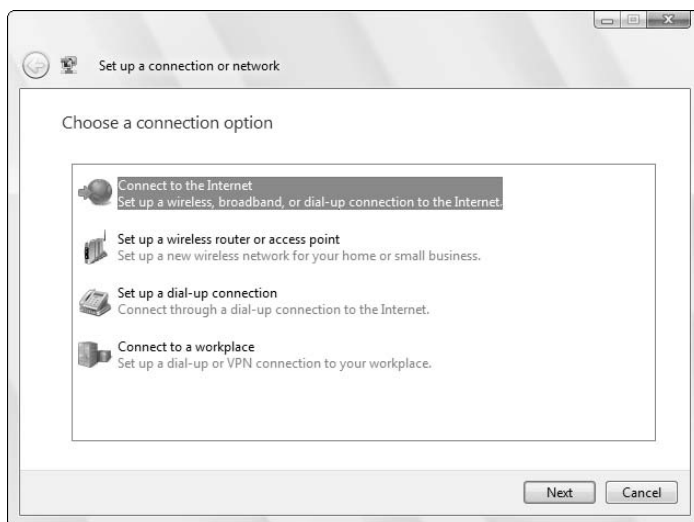 Set up a connection or network
Choose a connection option
Connect to the Internet
Set up a wireless, broadband, or dial-up connection to the Internet.
Set up a wireless router or access point
Set up a new wireless network for your home or small business.
Set up a dial-up connection
Connect through a dial-up connection to the Internet.
Connect to a workplace
Set up a dial-up or VPN connection to your workplace.
Next
Cancel